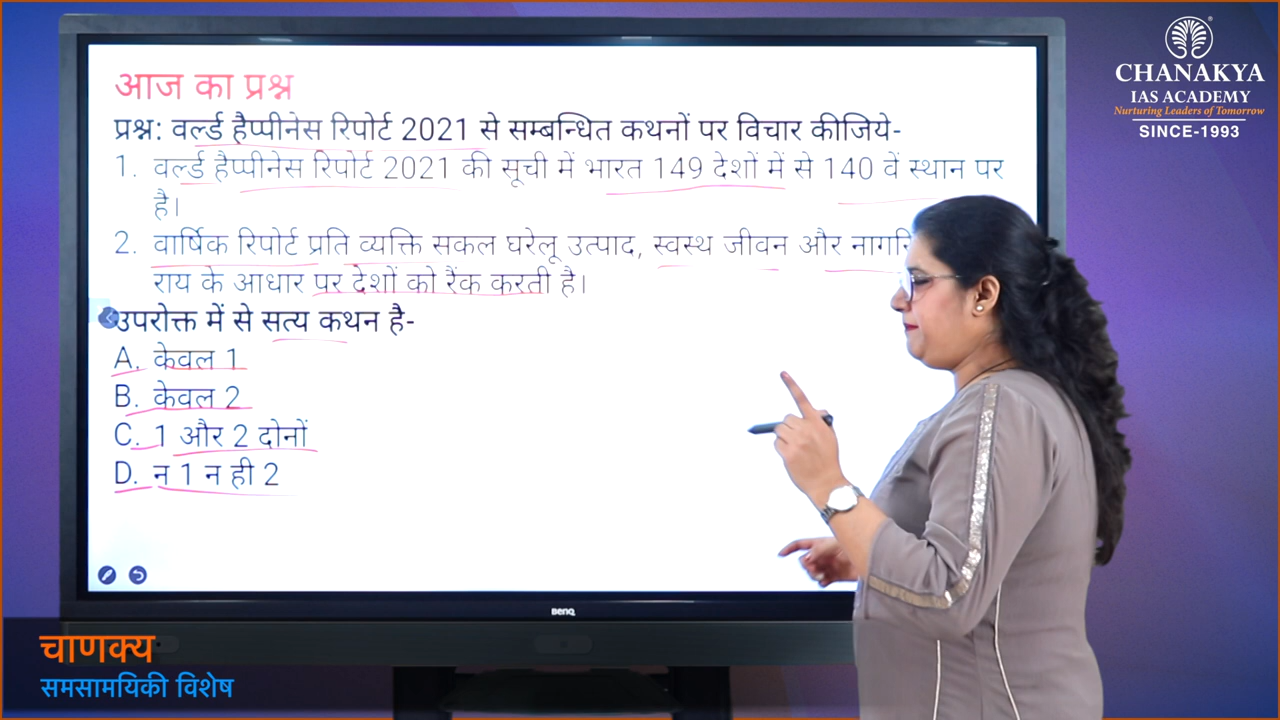 आज का प्रश्न
प्रश्न: वर्ल्ड हैप्पीनेस रिपोर्ट 2021 से सम्बन्धित कथनों पर विचार कीजिये-
1. वर्ल्ड हैप्पीनेस रिपोर्ट 2021 की सूची में भारत 149 देशों में से 140 वें स्थान पर
है।
2. वार्षिक रिपोर्ट प्रति व्यक्ति सकल घरेलू उत्पाद, स्वस्थ जीवन और
राय के आधार पर देशों को रैंक करती है।
उपरोक्त में से सत्य कथन है-
A. केवल 1
B. केवल 2
C. 1 और 2 दोनों
D. न 1 न ही 2
BenQ
CHANAKYA
IAS ACADEMY
Nurturing Leaders of Tomorrow
SINCE-1993
चाणक्य
समसामयिकी विशेष